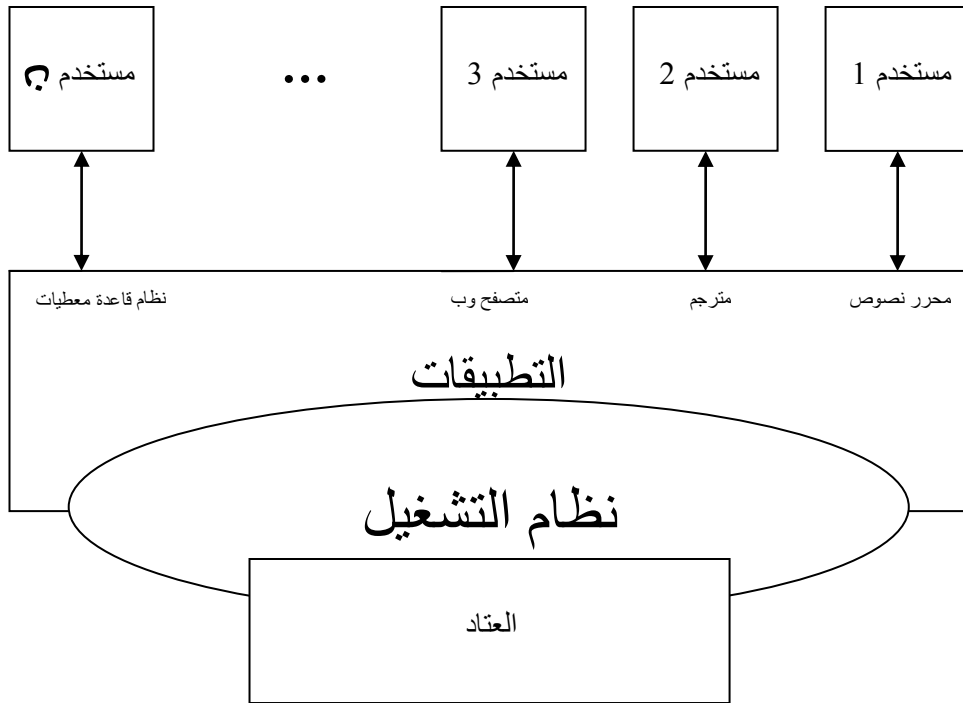 مستخدم 1
مستخدم 2
مستخدم 3
...
مستخدم ن
محرر نصوص
مترجم
متصفح وب
نظام قاعدة معطيات
التطبيقات
نظام التشغيل
العتاد